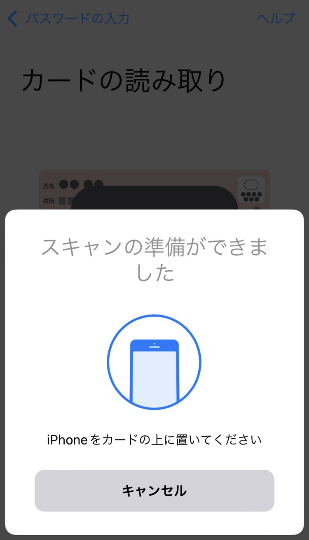 パスワードの入力
ヘルプ
カードの読み取り
氏名
住所
スキャンの準備ができま
した
iPhoneをカードの上に置いてください
キャンセル